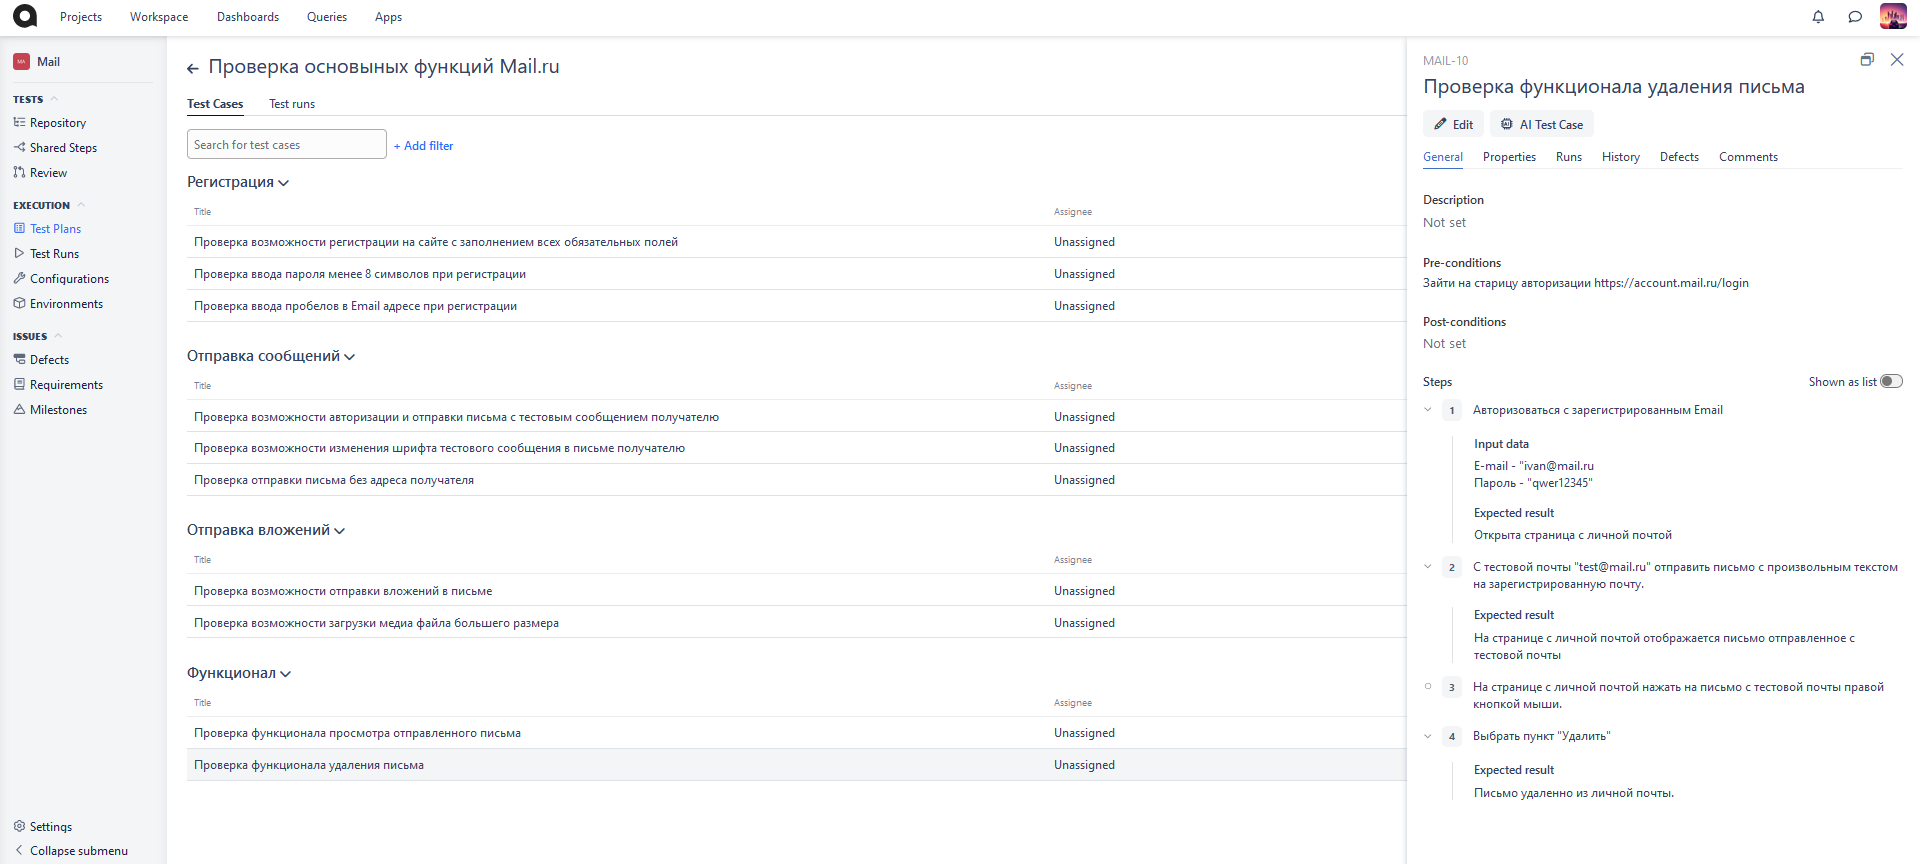 Projects
Workspace
Dashboards
Queries
Apps
MA
Mail
TESTS
Repository
Shared Steps
Review
EXECUTION
Test Plans
Test Runs
Configurations
Environments
ISSUES
Defects
Requirements
Milestones
Settings
Collapse submenu
Проверка основыных функций Mail.ru
Test Cases
Test runs
Search for test cases
+ Add filter
Регистрация
Title
Assignee
Проверка возможности регистрации на сайте с заполнением всех обязательных полей
Unassigned
Проверка ввода пароля менее 8 символов при регистрации
Unassigned
Проверка ввода пробелов в Email адресе при регистрации
Unassigned
Отправка сообщений
Title
Assignee
Проверка возможности авторизации и отправки письма с тестовым сообщением получателю
Unassigned
Проверка возможности изменения шрифта тестового сообщения в письме получателю
Unassigned
Проверка отправки письма без адреса получателя
Unassigned
Отправка вложений
Title
Assignee
Проверка возможности отправки вложений в письме
Unassigned
Проверка возможности загрузки медиа файла большего размера
Unassigned
Функционал
Title
Assignee
Проверка функционала просмотра отправленного письма
Unassigned
Проверка функционала удаления письма
Unassigned
MAIL-10
Проверка функционала удаления письма
Edit
AI Test Case
General
Properties
Runs
History
Defects
Comments
Description
Not set
Pre-conditions
Зайти на старицу авторизации https://account.mail.ru/login
Post-conditions
Not set
Steps
Shown as list
1
Авторизоваться с зарегистрированным Email
Input data
E-mail - "ivan@mail.ru
Пароль - "qwer12345"
Expected result
Открыта страница с личной почтой
2
С тестовой почты "test@mail.ru" отправить письмо с произвольным текстом
на зарегистрированную почту.
Expected result
На странице с личной почтой отображается письмо отправленное с
тестовой почты
3
На странице с личной почтой нажать на письмо с тестовой почты правой
кнопкой мыши.
4
Выбрать пункт "Удалить"
Expected result
Письмо удаленно из личной почты.